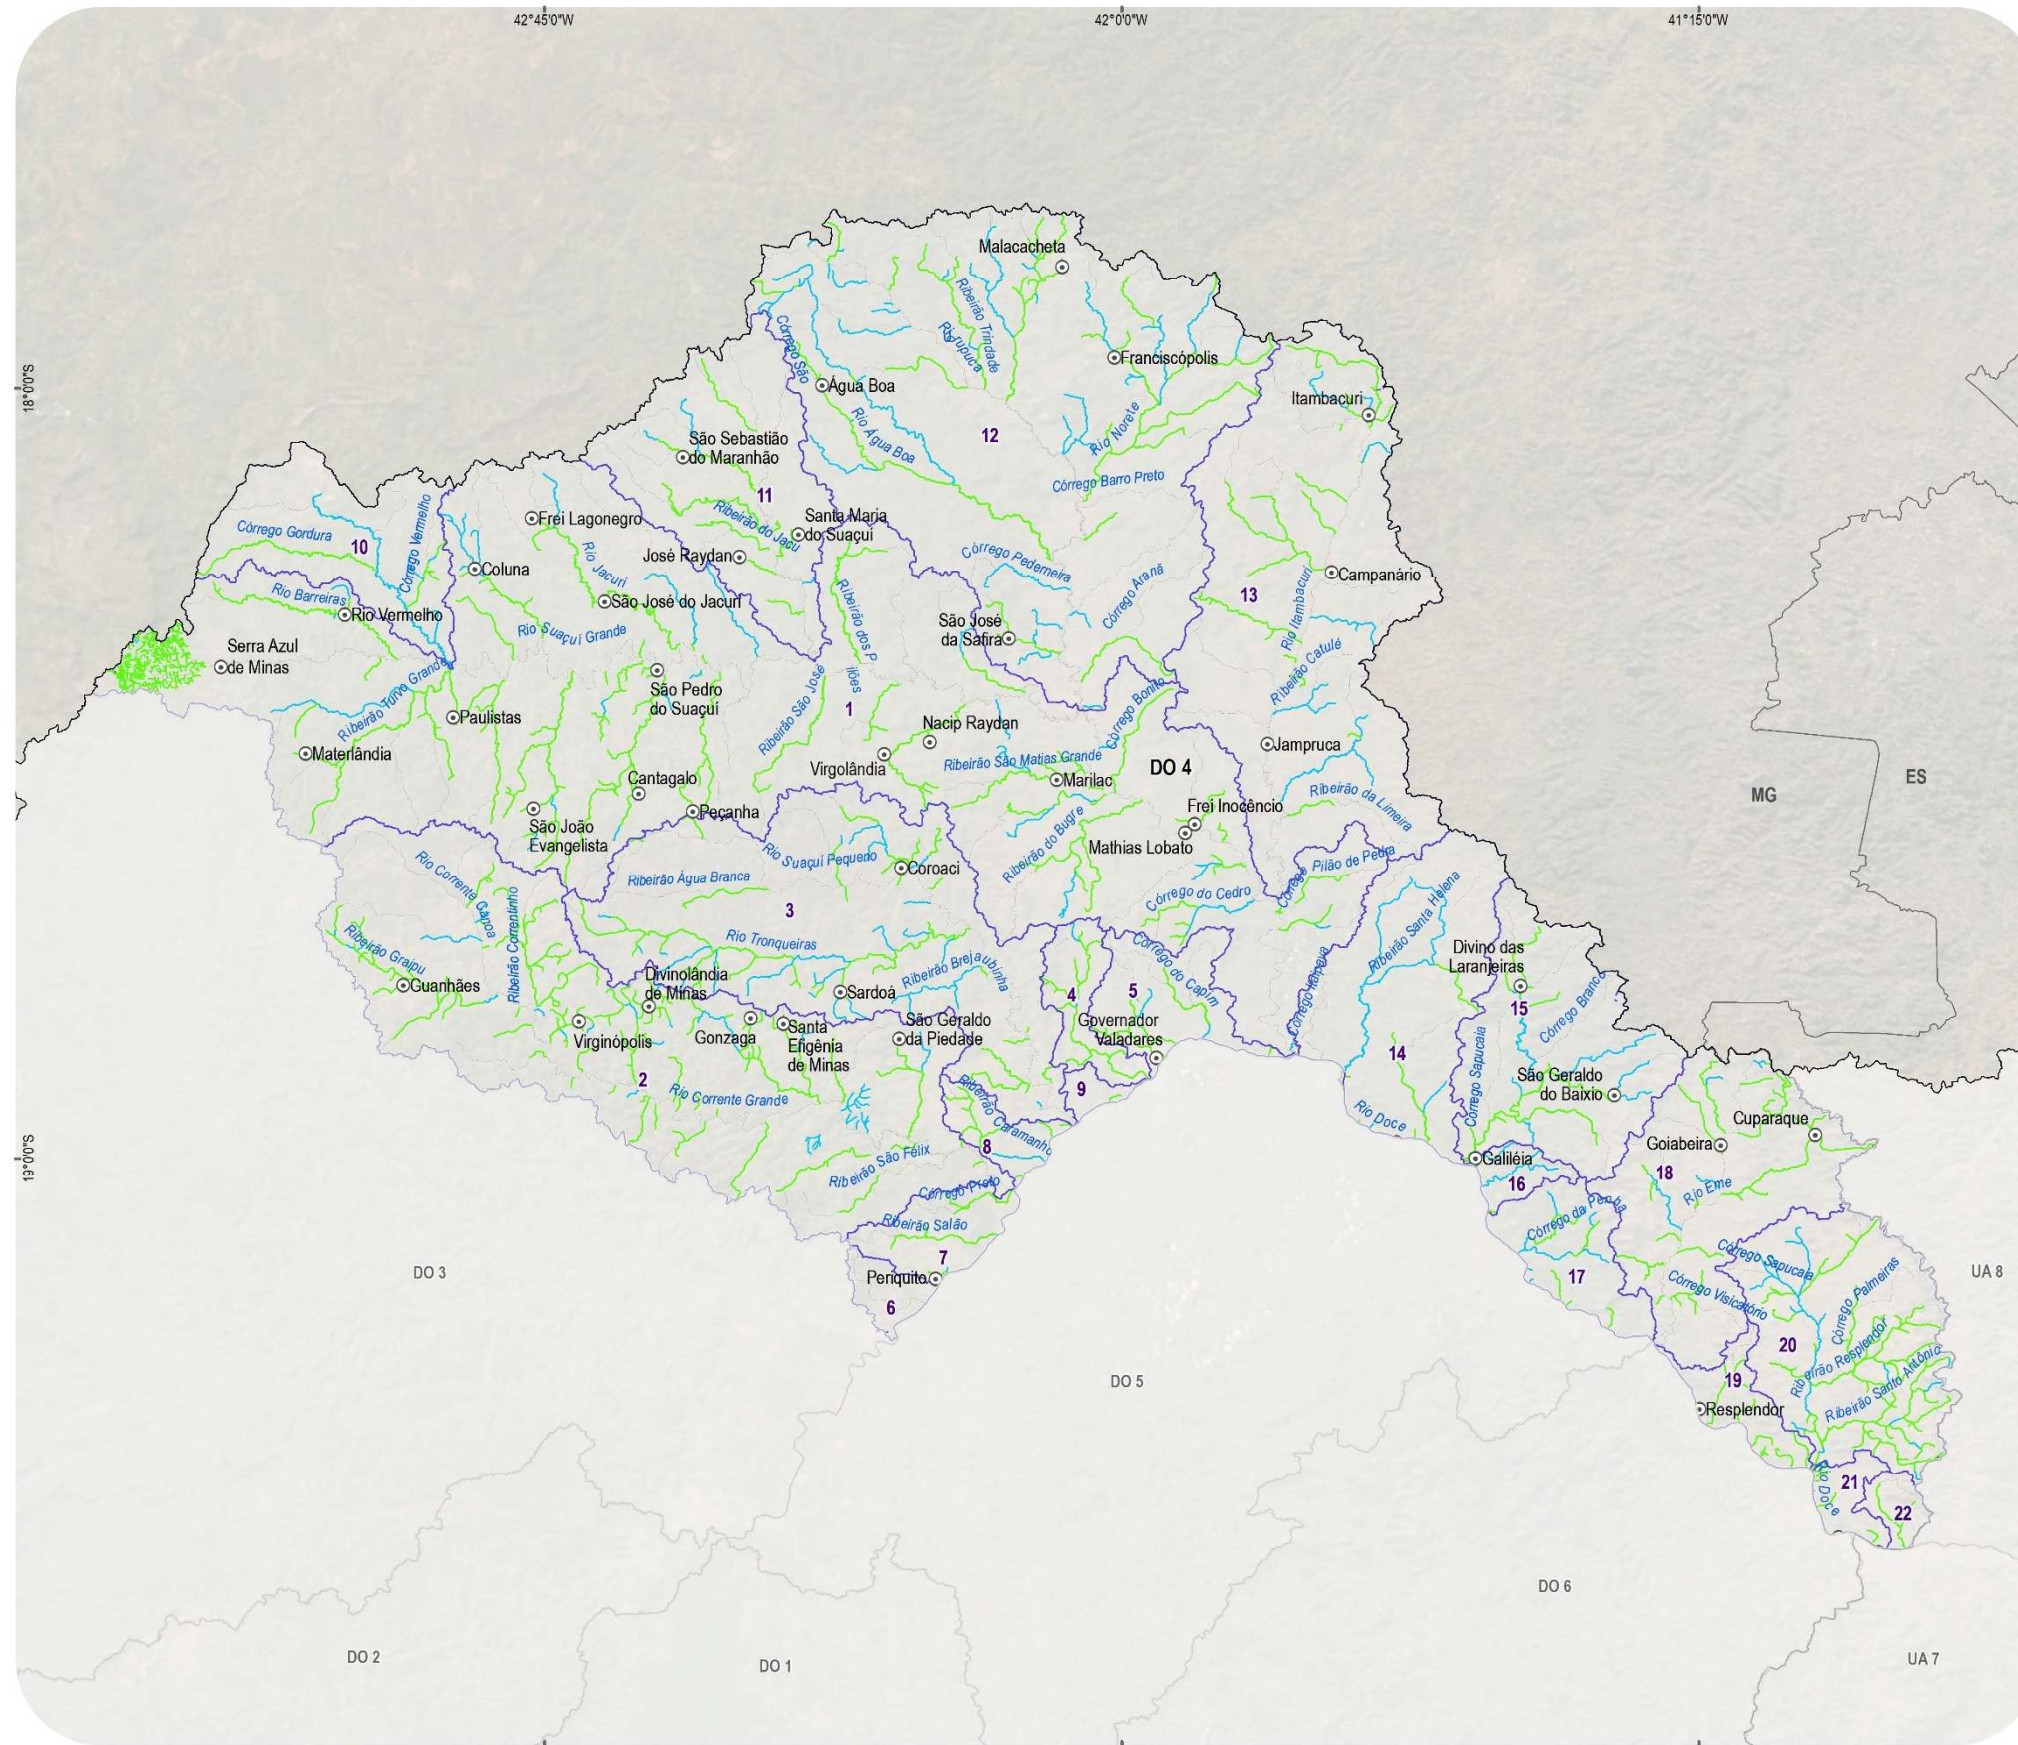 42°45'0"W
42°0'0"W
41°15'0"W
18°0'0"S
19°0'0"S
Malacacheta
Ribeirão Trindade
Córrego São
Franciscópolis
Água Boa
Itambacuri
Rio Água Boa
12
Rio Norete
São Sebastião
do Maranhão
Córrego Barro Preto
11
Ribeirão do Jacu
Santa Maria
do Suaçuí
Frei Lagonegro
Córrego Gordura
10
Córrego Vermelho
José Raydan
Córrego Pederneira
Coluna
Rio Jacuri
Campanário
Córrego Aranã
13
Rio Itambacuri
Rio Barreiras
Rio Vermelho
São José do Jacuri
Ribeirão dos P
ilões
Rio Suaçuí Grande
São José
da Safira
Serra Azul
de Minas
Ribeirão Catulé
São Pedro
do Suaçuí
Ribeirão São José
Córrego Bonito
1
Ribeirão Turvo Grande
Paulistas
Nacip Raydan
Jampruca
Materlândia
Virgolândia
Ribeirão São Matias Grande
DO 4
Marilac
Cantagalo
Ribeirão da Limeira
Peçanha
Frei Inocêncio
São João
Evangelista
Mathias Lobato
Ribeirão do Bugre
Rio Suaçuí Pequeno
Coroaci
Córrego
Pilão de Pedra
Rio Corrente Canoa
Ribeirão Água Branca
Córrego do Cedro
Ribeirão Correntinho
3
Ribeirão Santa Helena
Ribeirão Graipu
Rio Tronqueiras
Córrego do Capim
Divino das
Laranjeiras
Guanhães
Divinolândia
de Minas
Ribeirão Brejaubinha
Sardoá
4
5
15
Córrego Branco
Virginópolis
Gonzaga
Santa
Efigênia
de Minas
São Geraldo
da Piedade
Governador
Valadares
14
Córrego Sapucaia
São Geraldo
do Baixio
2
Rio Corrente Grande
9
Rio Doce
Ribeirão Caramanho
8
Goiabeira
Cuparaque
Galiléia
Ribeirão São Félix
16
18
Rio Eme
Córrego Preto
Ribeirão Salão
Córrego da Penha
7
Periquito
6
17
Córrego Sapucaia
Córrego Visicatório
Córrego Palmeiras
20
Ribeirão Resplendor
19
Resplendor
Ribeirão Santo Antônio
21
Rio Doce
22
MG
ES
DO 3
DO 5
UA 8
DO 6
DO 2
DO 1
UA 7